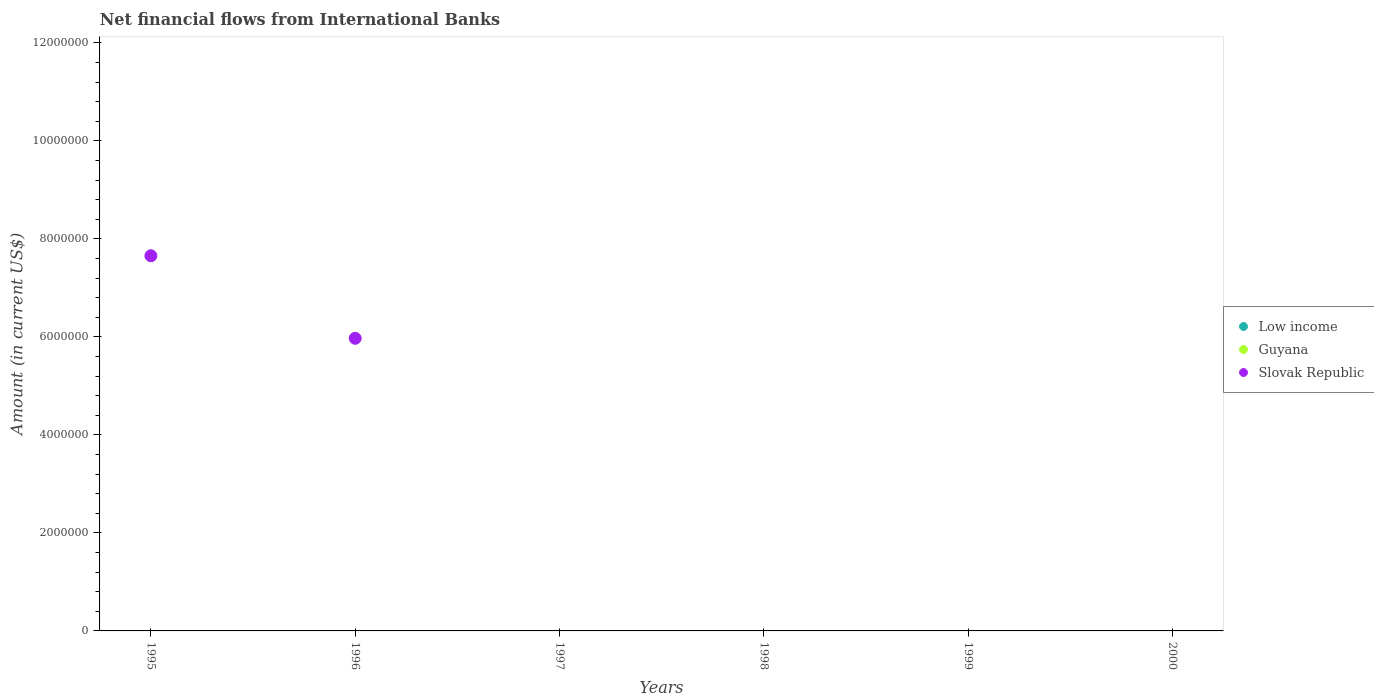 Net financial flows from International Banks
Amount (in current US$)
12000000
10000000
8000000
6000000
4000000
2000000
0
1995
1996
1997
1998
1999
2000
Years
Low income
Guyana
Slovak Republic